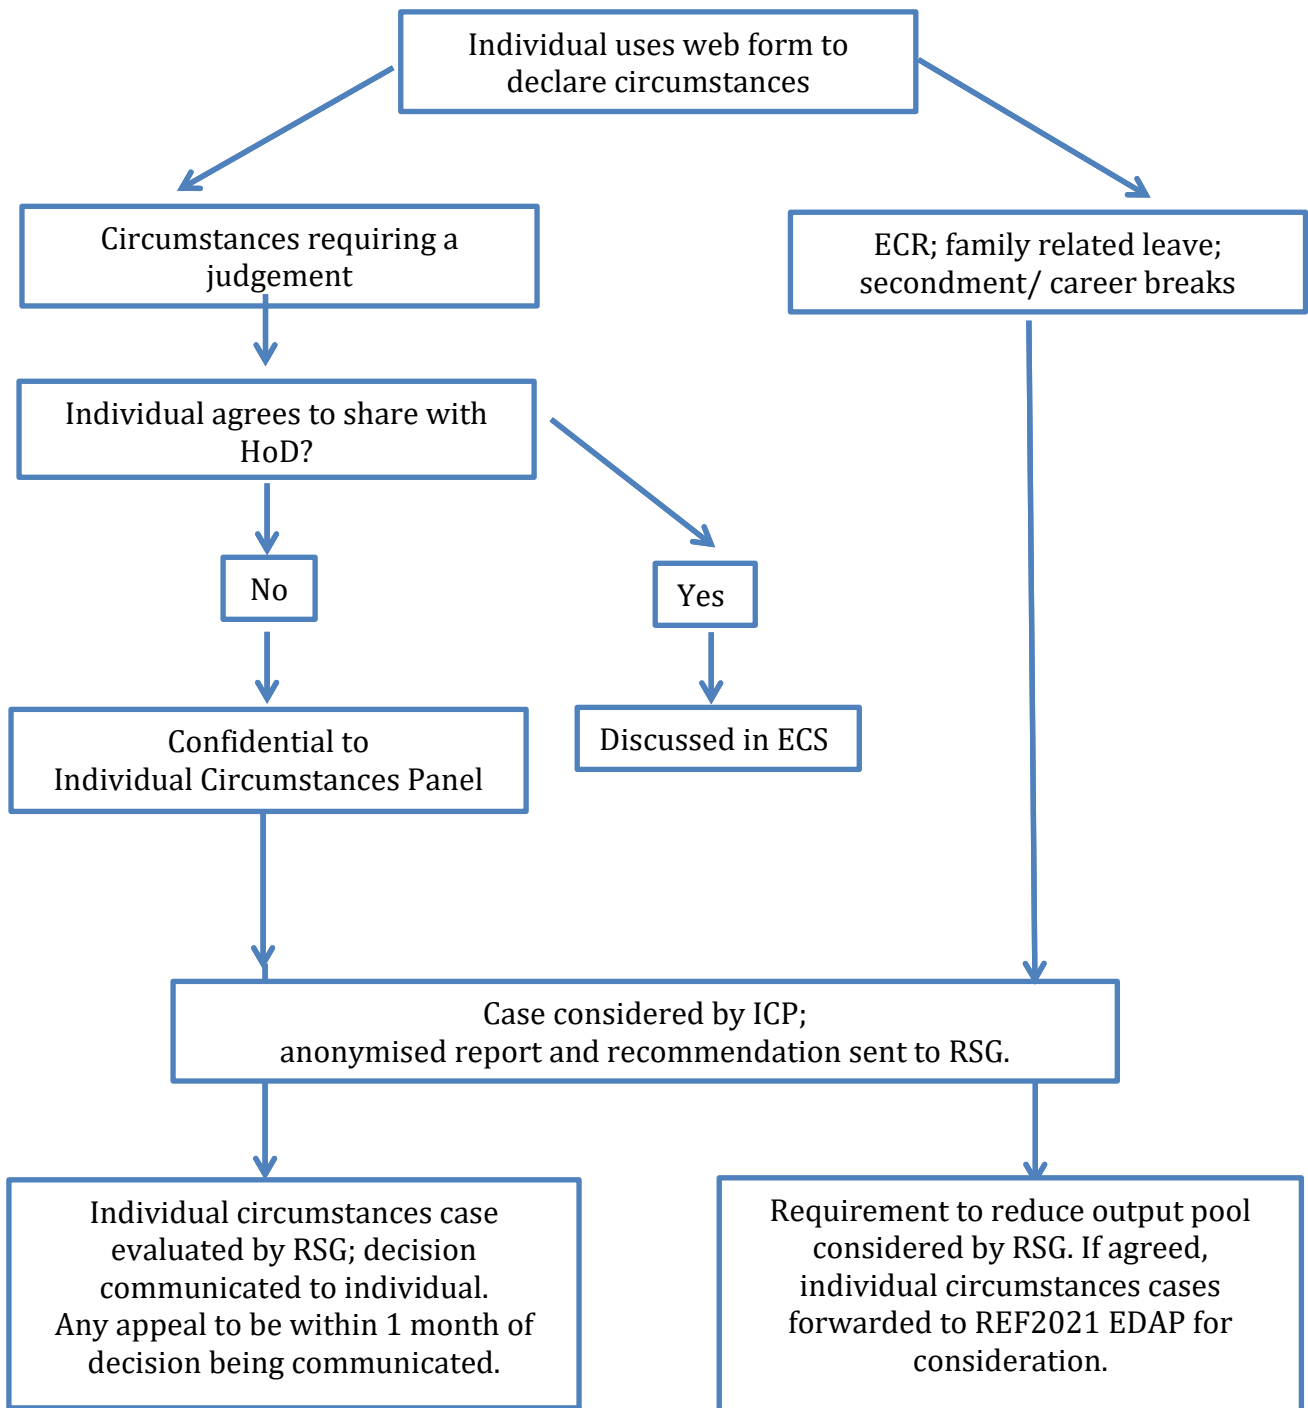 Individual uses web form to
declare circumstances
Circumstances requiring a
judgement
ECR; family related leave;
secondment/ career breaks
Individual agrees to share with
HoD?
No
Yes
Confidential to
Individual Circumstances Panel
Discussed in ECS
Case considered by ICP;
anonymised report and recommendation sent to RSG.
Individual circumstances case
evaluated by RSG; decision
communicated to individual.
Any appeal to be within 1 month of
decision being communicated.
Requirement to reduce output pool
considered by RSG. If agreed,
individual circumstances cases
forwarded to REF2021 EDAP for
consideration.